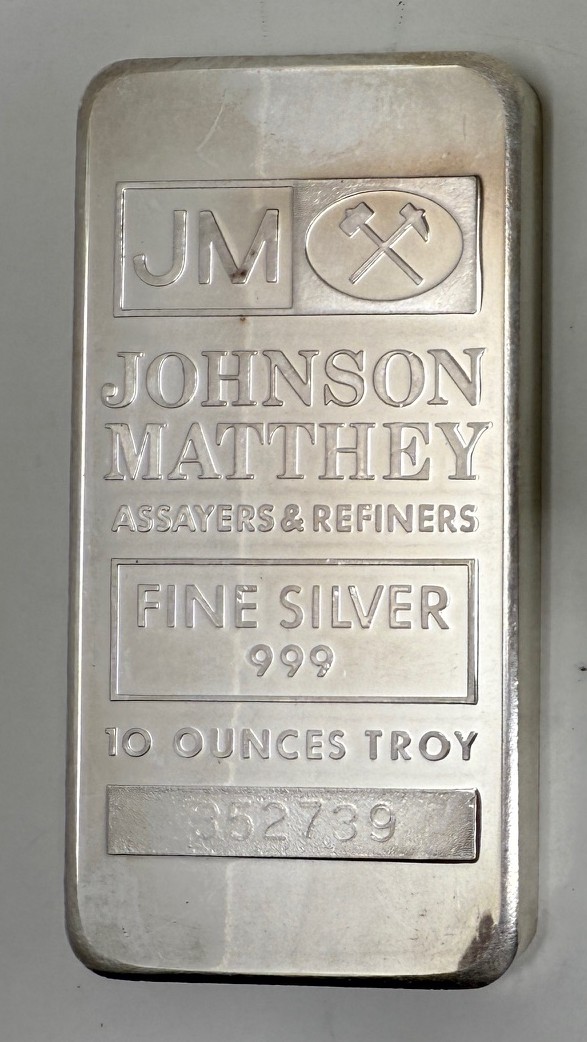 JM
JOHNSON
MATTHEY
ASSAYERS & REFINERS
FINE SILVER
999
10 OUNCES TROY
352739